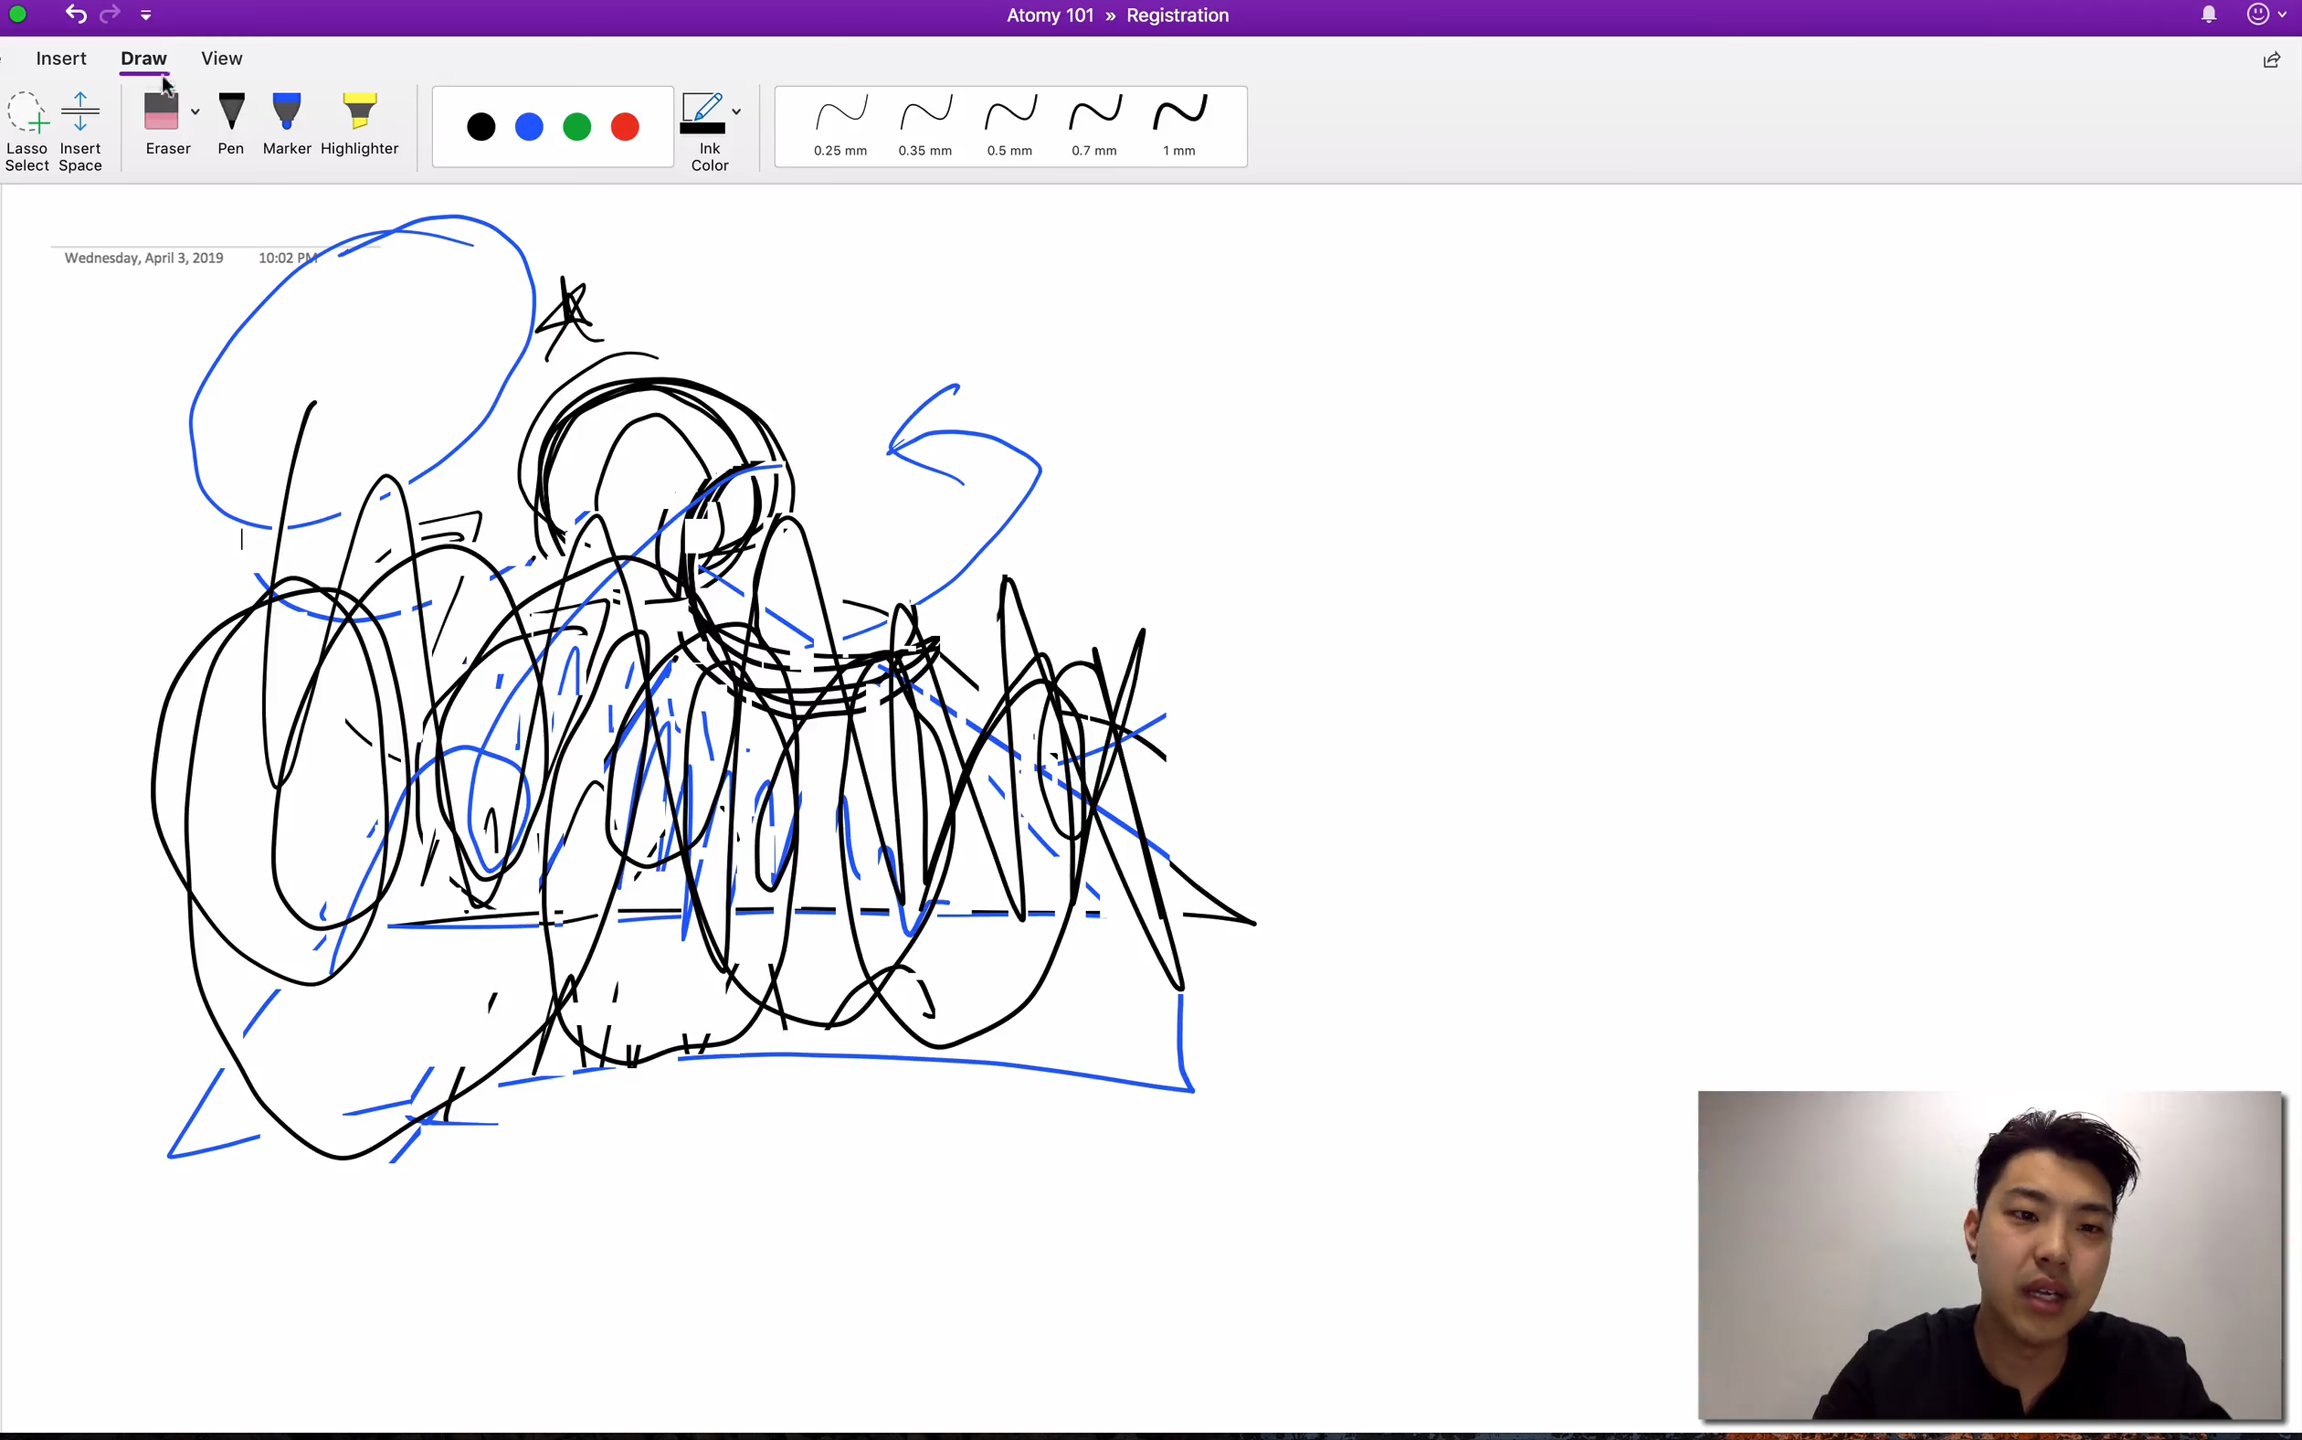 Atomy 101 » Registration
Insert Draw View
Lasso Select
Insert Space
Eraser
Pen
Marker
Highlighter
Ink Color
0.25 mm
0.35 mm
0.5 mm
0.7 mm
1 mm
Wednesday, April 3, 2019 10:02 PM